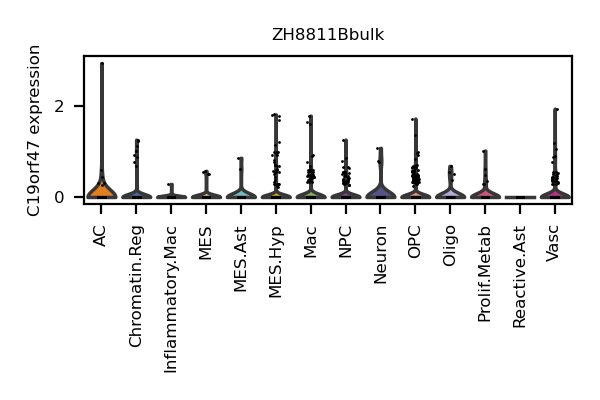 ZH8811Bbulk
C19orf47 expression
2
0
AC
Chromatin.Reg
Inflammatory.Mac
MES
MES.Ast
MES.Hyp
Mac
NPC
Neuron
OPC
Oligo
Prolif.Metab
Reactive.Ast
Vasc